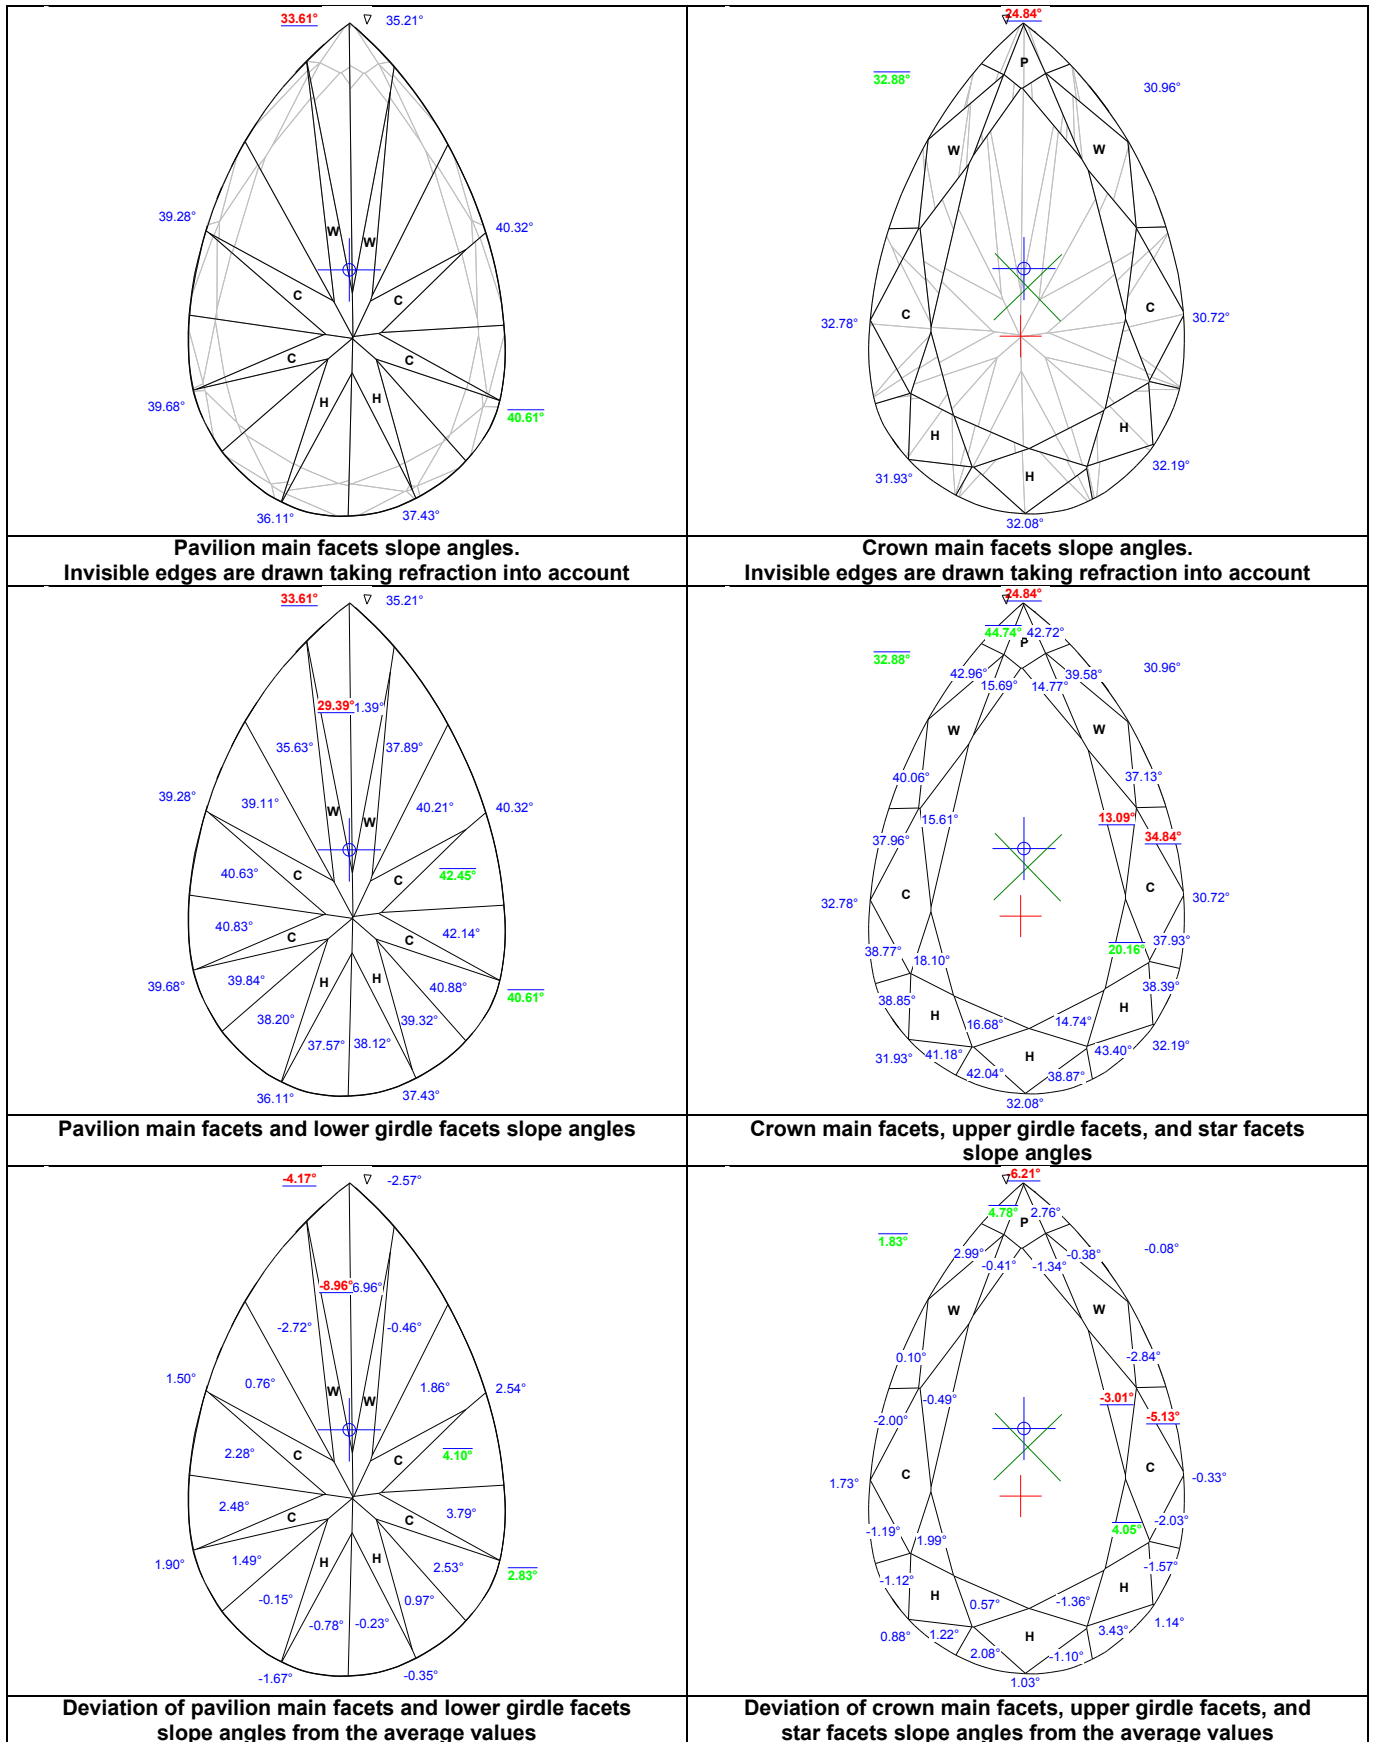 33.61° 35.21°
39.28° W W 40.32°
C C
C C
39.68° H H 40.61°
36.11° 37.43°
Pavilion main facets slope angles.
Invisible edges are drawn taking refraction into account
24.84°
P
32.88° 30.96°
W W
C C
32.78° 30.72°
H H
31.93° H 32.19°
32.08°
Crown main facets slope angles.
Invisible edges are drawn taking refraction into account
33.61° 35.21°
29.39° 1.39°
35.63° 37.89°
39.28° 39.11° W W 40.21° 40.32°
40.63° C C 42.45°
40.83° C C 42.14°
39.68° 39.84° H H 40.88° 40.61°
38.20° 39.32°
37.57° 38.12°
36.11° 37.43°
Pavilion main facets and lower girdle facets slope angles
24.84°
44.74° 42.72°
P
32.88° 30.96°
42.96° 39.58°
15.69° 14.77°
W W
40.06° 37.13°
15.61° 13.09°
37.96° 34.84°
C C
32.78° 30.72°
38.77° 18.10° 20.16° 37.93°
38.85° 38.39°
H H
16.68° 14.74°
31.93° 41.18° H 43.40° 32.19°
42.04° 38.87°
32.08°
Crown main facets, upper girdle facets, and star facets
slope angles
-4.17° -2.57°
-8.96° 6.96°
-2.72° -0.46°
1.50° 0.76° W W 1.86° 2.54°
2.28° C C 4.10°
2.48° C C 3.79°
1.90° 1.49° H H 2.53° 2.83°
-0.15° 0.97°
-0.78° -0.23°
-1.67° -0.35°
Deviation of pavilion main facets and lower girdle facets
slope angles from the average values
-6.21°
4.78° 2.76°
P
1.83° -0.08°
2.99° -0.38°
-0.41° -1.34°
W W
0.10° -2.84°
-0.49° -3.01°
-2.00° -5.13°
C C
1.73° -0.33°
-1.19° 1.99° 4.05° -2.03°
-1.12° -1.57°
H H
0.57° -1.36°
0.88° 1.22° H 3.43° 1.14°
2.08° -1.10°
1.03°
Deviation of crown main facets, upper girdle facets, and
star facets slope angles from the average values